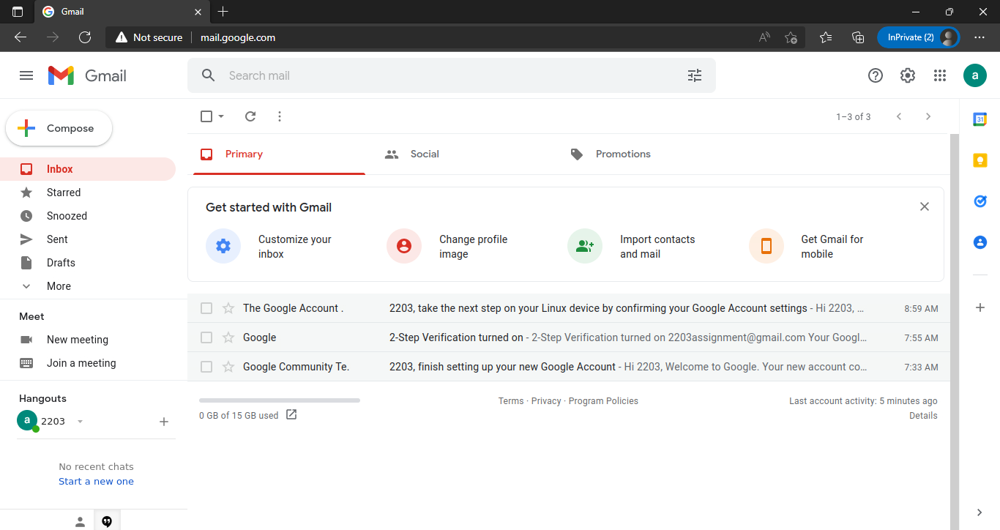 Gmail
Not secure
mail.google.com
InPrivate (2)
Gmail
Search mail
a
Compose
1–3 of 3
31
Inbox
Starred
Snoozed
Sent
Drafts
More
Primary
Social
Promotions
Get started with Gmail
Customize your
inbox
Change profile
image
Import contacts
and mail
Get Gmail for
mobile
The Google Account . 2203, take the next step on your Linux device by confirming your Google Account settings - Hi 2203, ... 8:59 AM
Google 2-Step Verification turned on - 2-Step Verification turned on 2203assignment@gmail.com Your Googl... 7:55 AM
Google Community Te. 2203, finish setting up your new Google Account - Hi 2203, Welcome to Google. Your new account co... 7:33 AM
Meet
New meeting
Join a meeting
Hangouts
a 2203
No recent chats
Start a new one
0 GB of 15 GB used
Terms · Privacy · Program Policies
Last account activity: 5 minutes ago
Details